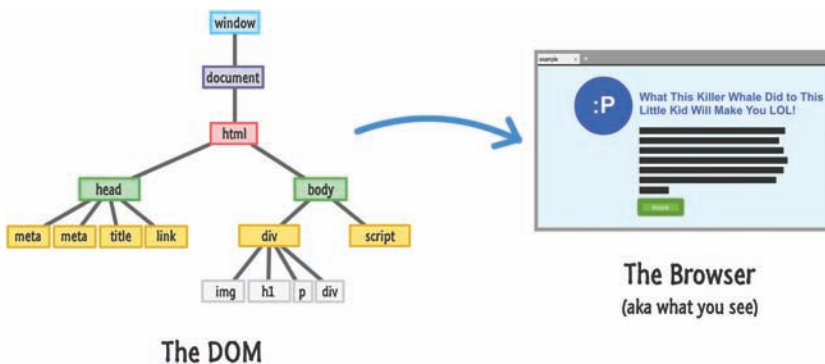 window
document
html
head
body
meta
meta
title
link
div
script
img
h1
p
div
The DOM
example
+
:P
What This Killer Whale Did to This
Little Kid Will Make You LOL!
more
The Browser
(aka what you see)